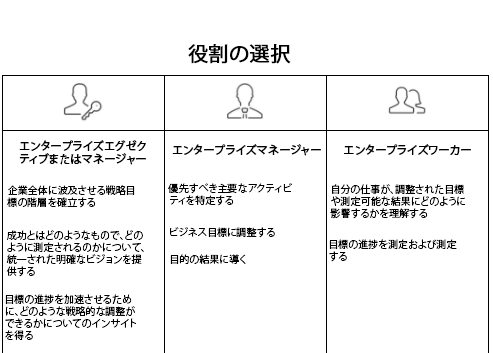 役割の選択
エンタープライズエグゼク
ティブまたはマネージャー
企業全体に波及させる戦略目
標の階層を確立する
成功とはどのようなもので、どの
ように測定されるのかについて、
統一された明確なビジョンを提
供する
目標の進捗を加速させるため
に、どのような戦略的な調整が
できるかについてのインサイト
を得る
エンタープライズマネージャー
優先すべき主要なアクティビ
ティを特定する
ビジネス目標に調整する
目的の結果に導く
エンタープライズワーカー
自分の仕事が、調整された目標
や測定可能な結果にどのように
影響するかを理解する
目標の進捗を測定および測定
する